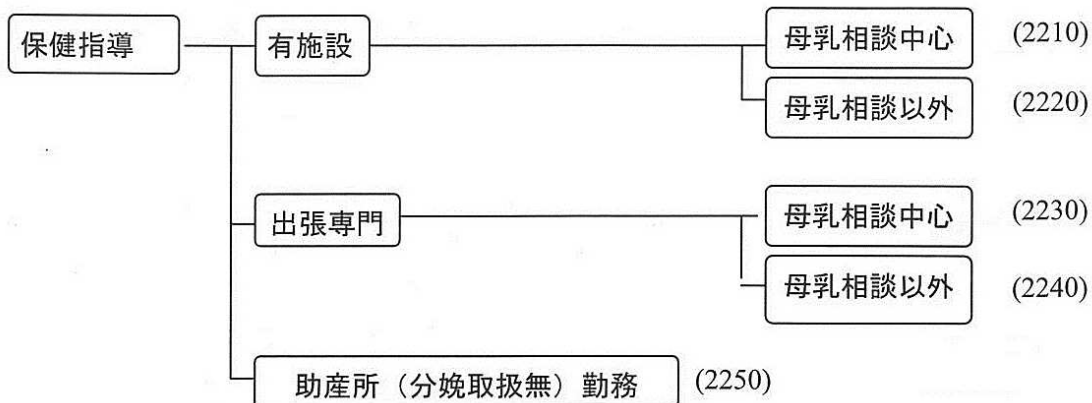 保健指導
有施設
母乳相談中心 (2210)
母乳相談以外 (2220)
出張専門
母乳相談中心 (2230)
母乳相談以外 (2240)
助産所（分娩取扱無）勤務 (2250)